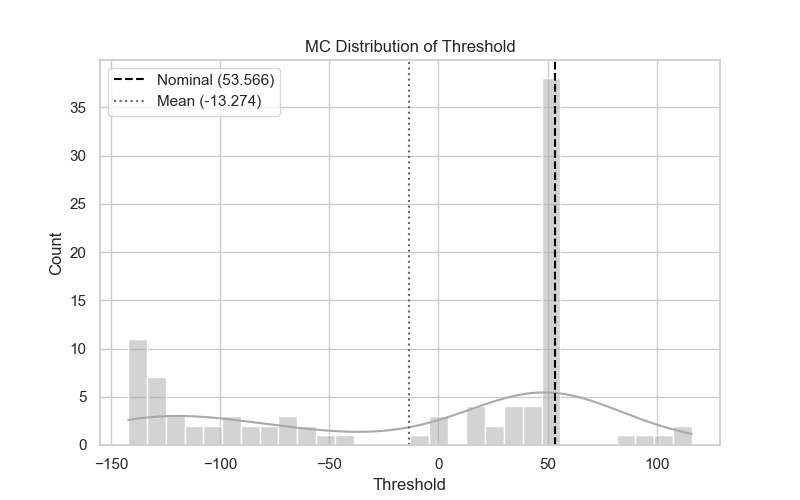 MC Distribution of Threshold
Nominal (53.566)
Mean (-13.274)
Count
35
30
25
20
15
10
5
0
−150
−100
−50
0
50
100
Threshold